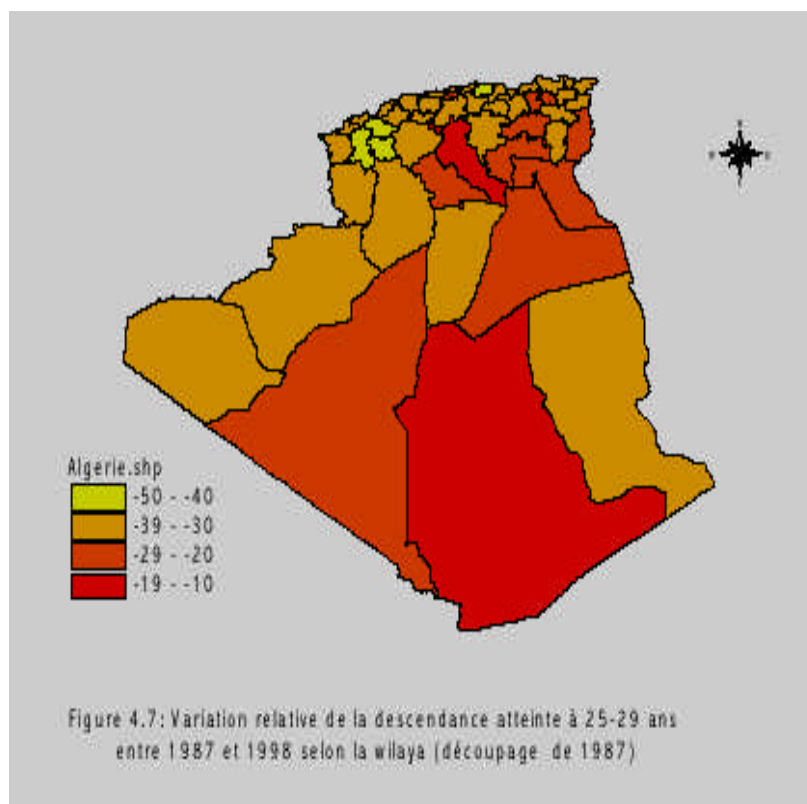 Algerie.shp
-50 - -40
-39 - -30
-29 - -20
-19 - -10
Figure 4.7: Variation relative de la descendance atteinte à 25-29 ans
entre 1987 et 1998 selon la wilaya (découpage de 1987)